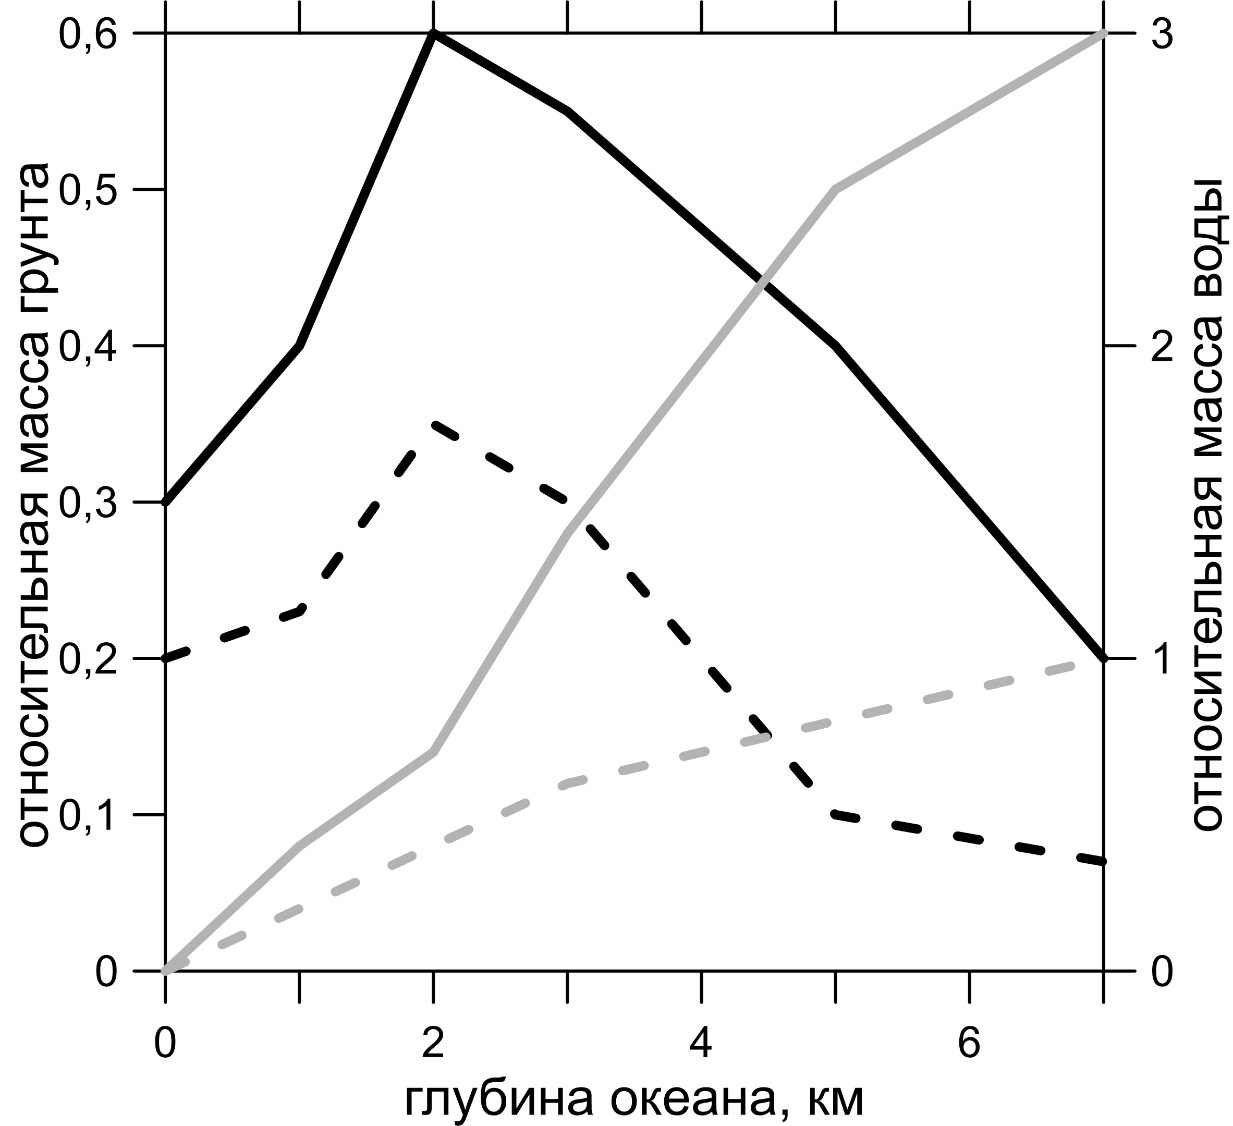 0,6
0,5
0,4
0,3
0,2
0,1
0
относительная масса грунта
3
2
1
0
относительная масса воды
0 2 4 6
глубина океана, км